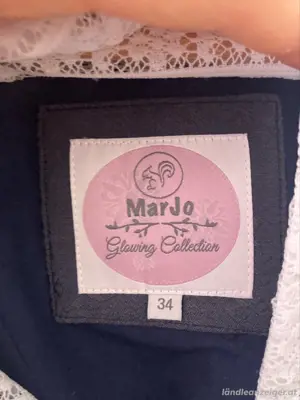 MarJo
Glowing Collection
34
ländleanzeiger.at